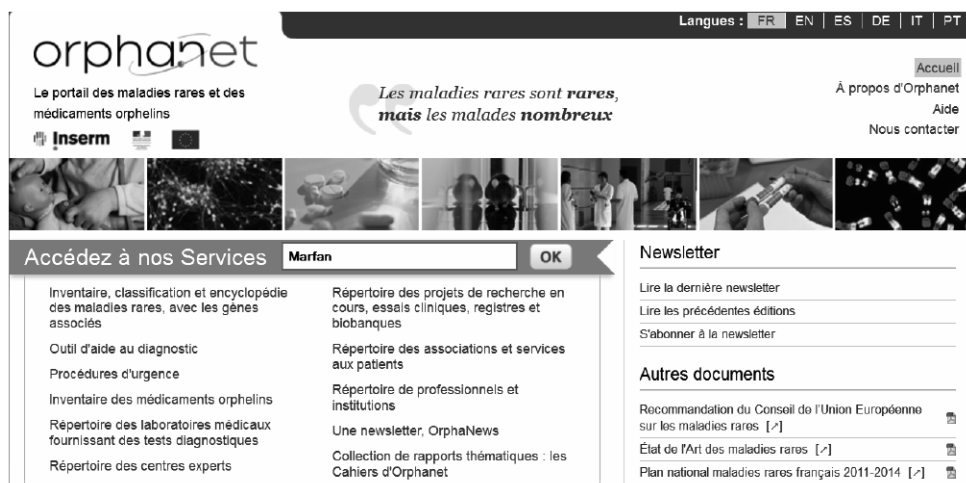 Langues : FR | EN | ES | DE | IT | PT
orphanet
Le portail des maladies rares et des
médicaments orphelins
Inserm
Les maladies rares sont rares,
mais les malades nombreux
Accueil
À propos d'Orphanet
Aide
Nous contacter
Accédez à nos Services Marfan OK
Inventaire, classification et encyclopédie
des maladies rares, avec les gènes
associés
Outil d'aide au diagnostic
Procédures d'urgence
Inventaire des médicaments orphelins
Répertoire des laboratoires médicaux
fournissant des tests diagnostiques
Répertoire des centres experts
Répertoire des projets de recherche en
cours, essais cliniques, registres et
biobanques
Répertoire des associations et services
aux patients
Répertoire de professionnels et
institutions
Une newsletter, OrphaNews
Collection de rapports thématiques : les
Cahiers d'Orphanet
Newsletter
Lire la dernière newsletter
Lire les précédentes éditions
S'abonner à la newsletter
Autres documents
Recommandation du Conseil de l'Union Européenne
sur les maladies rares [↗]
État de l'Art des maladies rares [↗]
Plan national maladies rares français 2011-2014 [↗]